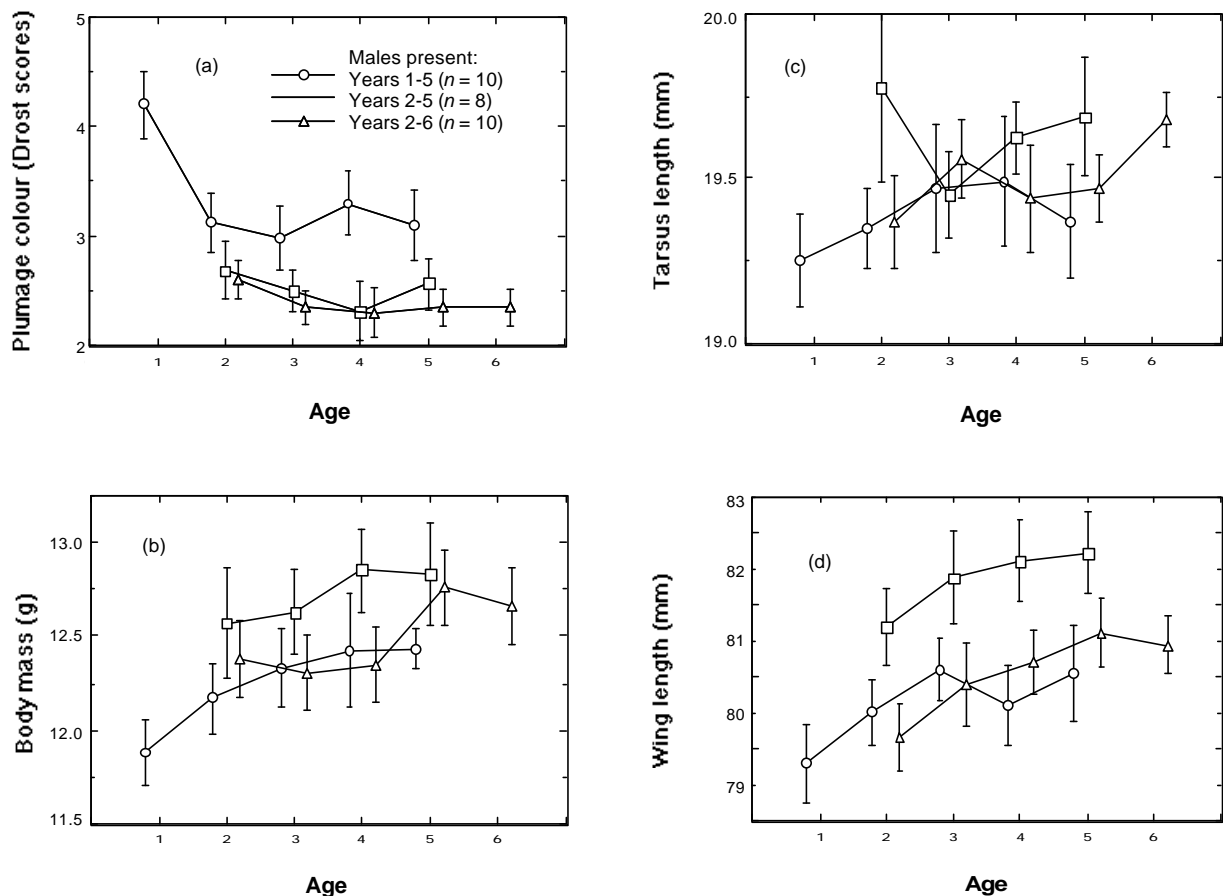 (a)
Males present:
Years 1-5 (n = 10)
Years 2-5 (n = 8)
Years 2-6 (n = 10)
Plumage colour (Drost scores)
5
4
3
2
1 2 3 4 5 6
Age
(c)
Tarsus length (mm)
20.0
19.5
19.0
1 2 3 4 5 6
Age
(b)
Body mass (g)
13.0
12.5
12.0
11.5
1 2 3 4 5 6
Age
(d)
Wing length (mm)
83
82
81
80
79
1 2 3 4 5 6
Age